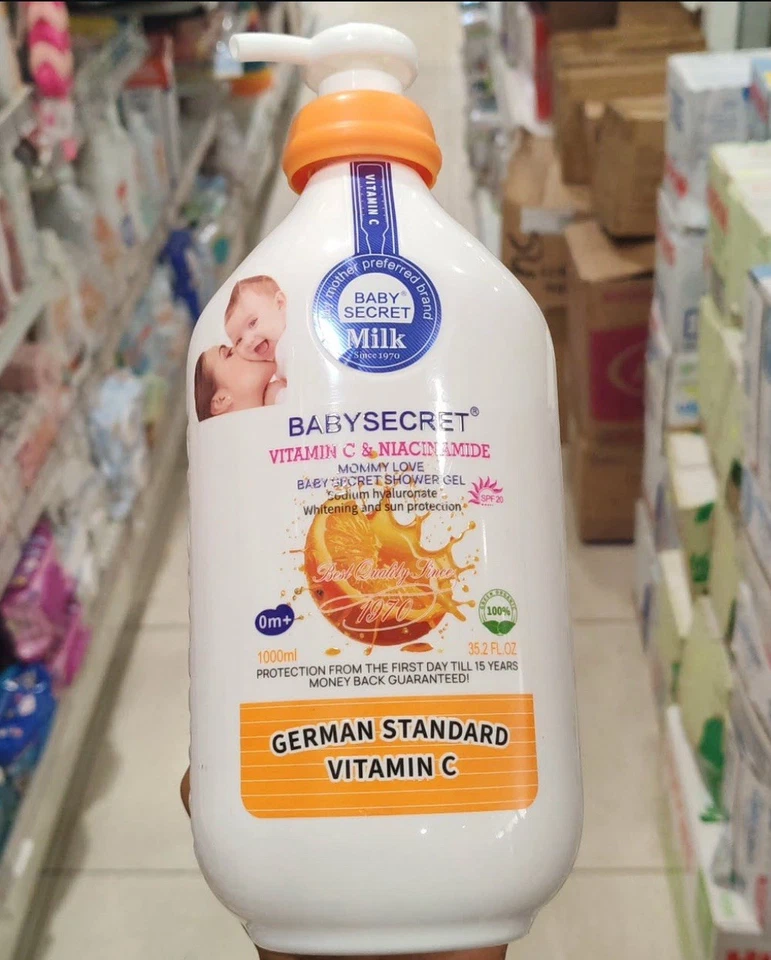 VITAMIN C
mother preferred brand
BABY®
SECRET
Milk
Since 1970
BABYSECRET®
VITAMIN C & NIACINAMIDE
MOMMY LOVE
BABY SECRET SHOWER GEL
"Sodium hyaluronate"
Whitening and sun protection
SPF 20
Best Quality Since
1970
0m+
100%
1000ml
35.2 FL.OZ
PROTECTION FROM THE FIRST DAY TILL 15 YEARS
MONEY BACK GUARANTEED!
GERMAN STANDARD
VITAMIN C